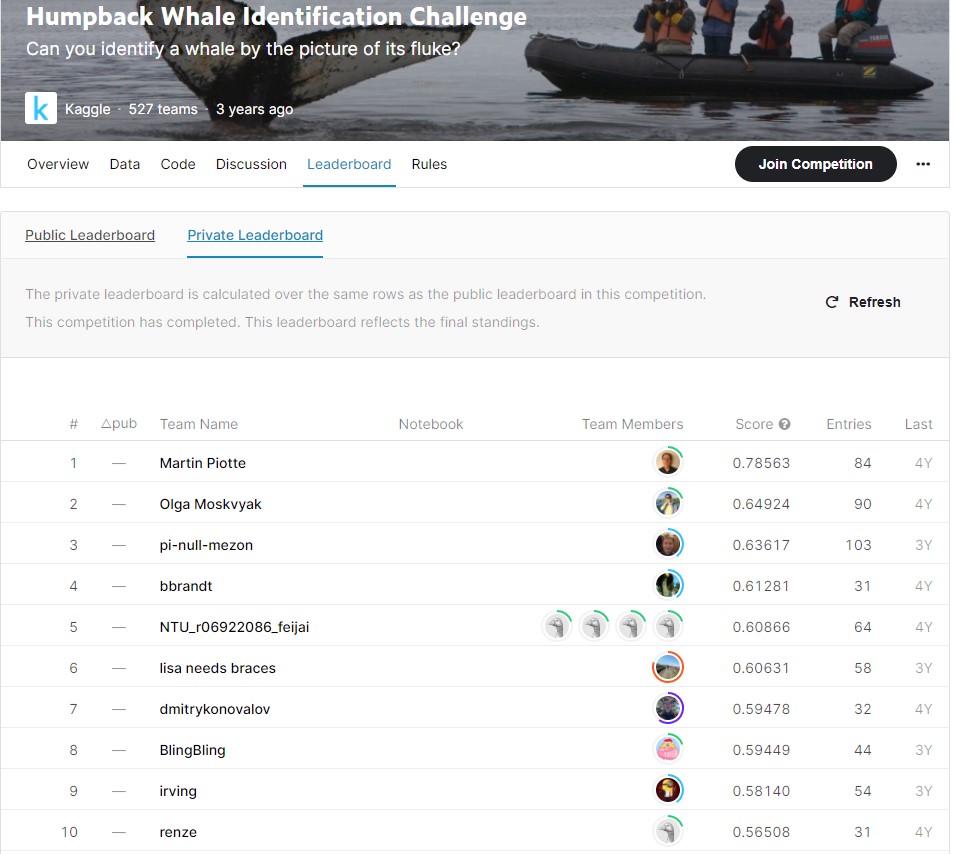 Humpback Whale Identification Challenge
Can you identify a whale by the picture of its fluke?
k Kaggle · 527 teams · 3 years ago
Overview Data Code Discussion Leaderboard Rules Join Competition ...
Public Leaderboard Private Leaderboard
The private leaderboard is calculated over the same rows as the public leaderboard in this competition.
This competition has completed. This leaderboard reflects the final standings.
Refresh
# △pub Team Name Notebook Team Members Score ? Entries Last
1 — Martin Piotte 0.78563 84 4Y
2 — Olga Moskvyak 0.64924 90 4Y
3 — pi-null-mezon 0.63617 103 3Y
4 — bbrandt 0.61281 31 4Y
5 — NTU_r06922086_feijai 0.60866 64 4Y
6 — lisa needs braces 0.60631 58 3Y
7 — dmitrykonovalov 0.59478 32 4Y
8 — BlingBling 0.59449 44 3Y
9 — irving 0.58140 54 3Y
10 — renze 0.56508 31 4Y